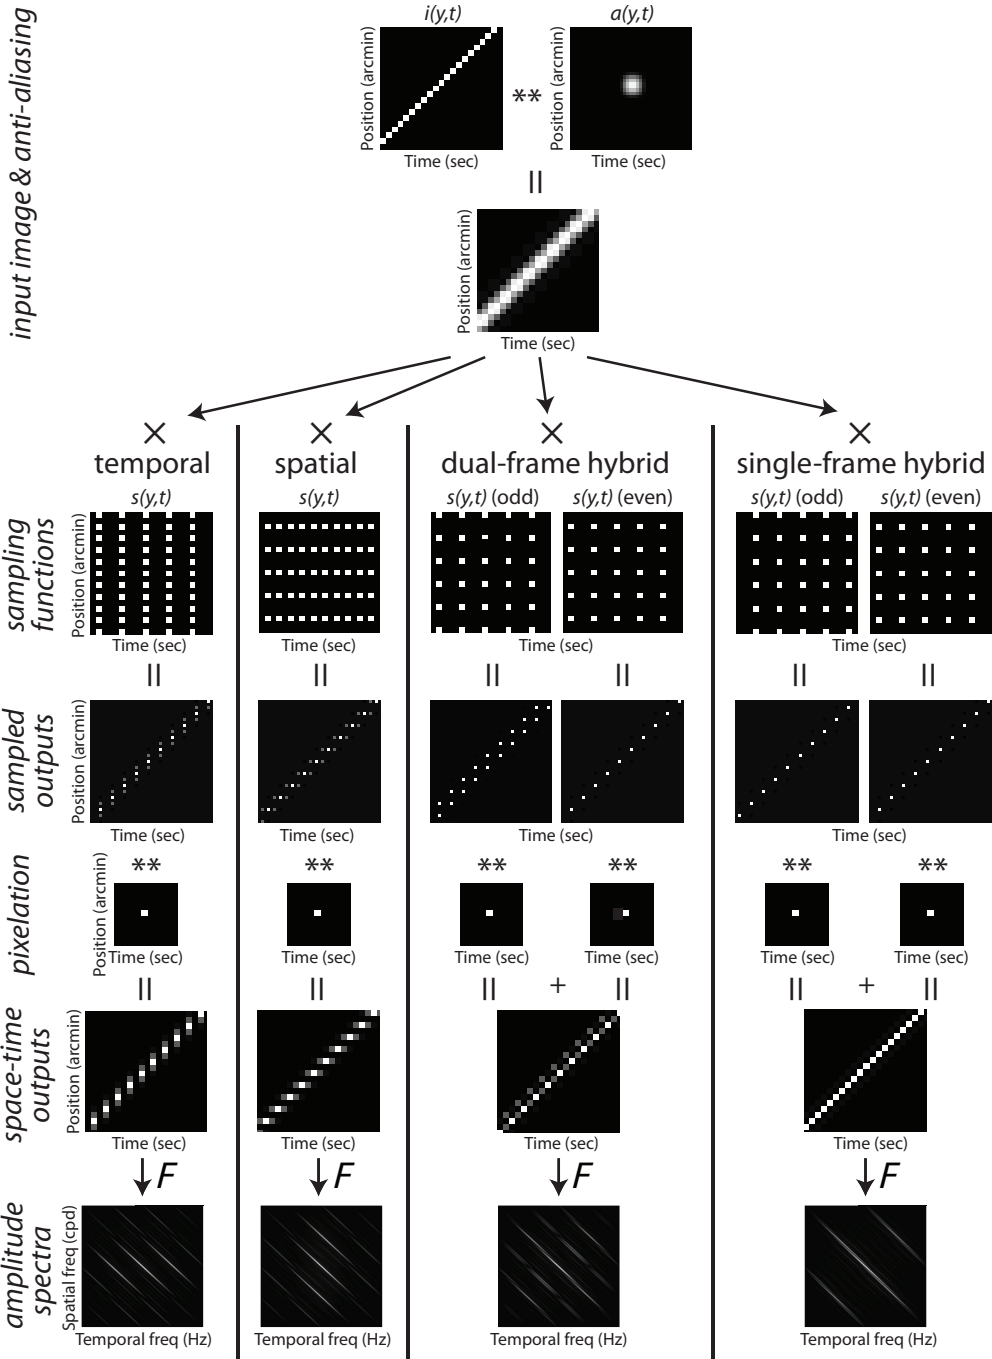 input image & anti-aliasing
i(y,t)
a(y,t)
Position (arcmin)
**
Position (arcmin)
Time (sec)
Time (sec)
=
Position (arcmin)
Time (sec)
× × × ×
temporal
spatial
dual-frame hybrid
single-frame hybrid
sampling
functions
s(y,t)
s(y,t)
s(y,t) (odd)
s(y,t) (even)
s(y,t) (odd)
s(y,t) (even)
Position (arcmin)
Time (sec)
Time (sec)
Time (sec)
Time (sec)
= = = = = =
sampled
outputs
Position (arcmin)
Time (sec)
Time (sec)
Time (sec)
Time (sec)
pixelation
** ** ** ** ** **
Position (arcmin)
Time (sec)
Time (sec)
Time (sec)
Time (sec)
Time (sec)
Time (sec)
= = = + = = + =
space-time
outputs
Position (arcmin)
Time (sec)
Time (sec)
Time (sec)
Time (sec)
F F F F
amplitude
spectra
Spatial freq (cpd)
Temporal freq (Hz)
Temporal freq (Hz)
Temporal freq (Hz)
Temporal freq (Hz)